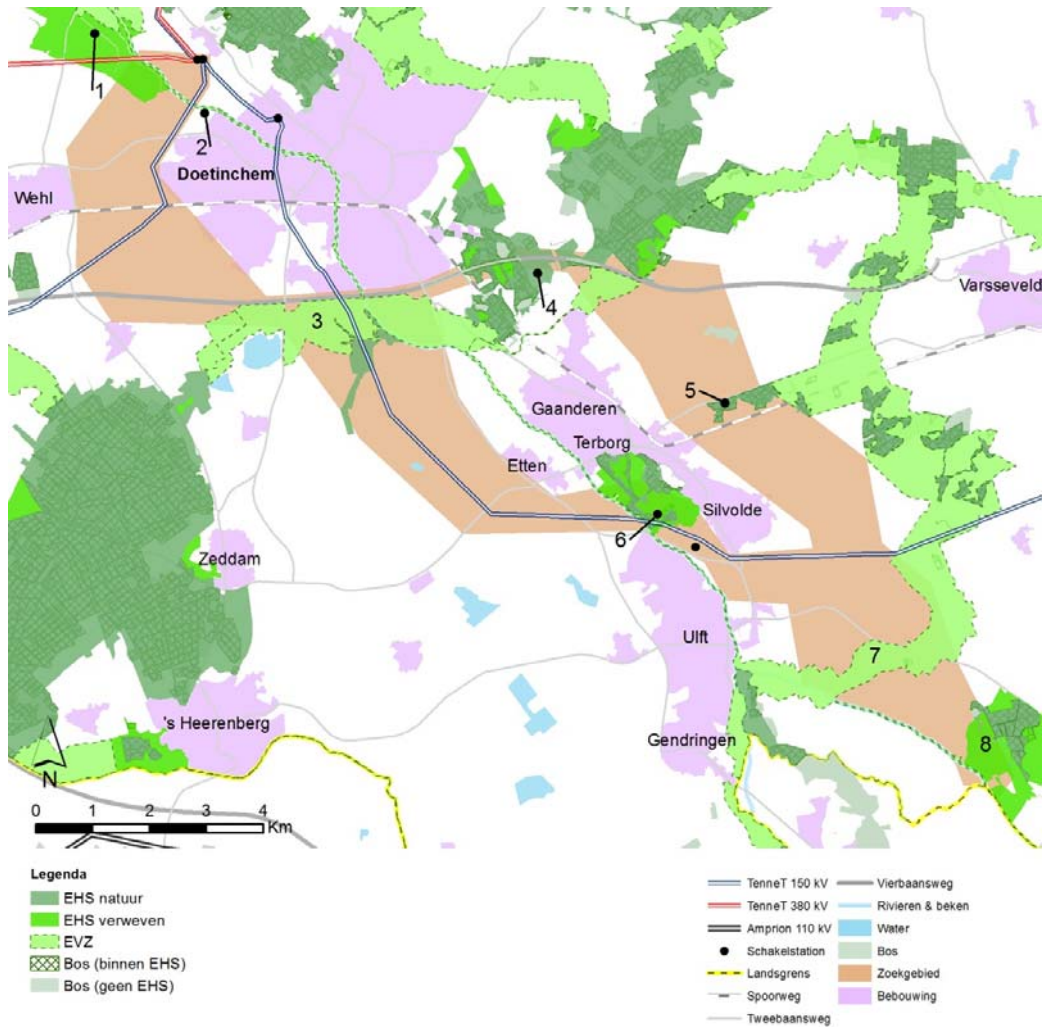 1
2
Doetinchem
Wehl
3
4
Varsseveld
5
Gaanderen
Terborg
Etten
Silvolde
6
Zeddam
Ulft
7
's Heerenberg
Gendringen
8
N
0 1 2 3 4
Km
Legenda
EHS natuur
EHS verweven
EVZ
Bos (binnen EHS)
Bos (geen EHS)
TenneT 150 kV
TenneT 380 kV
Amprion 110 kV
Schakelstation
Landsgrens
Spoorweg
Tweebaansweg
Vierbaansweg
Rivieren & beken
Water
Bos
Zoekgebied
Bebouwing